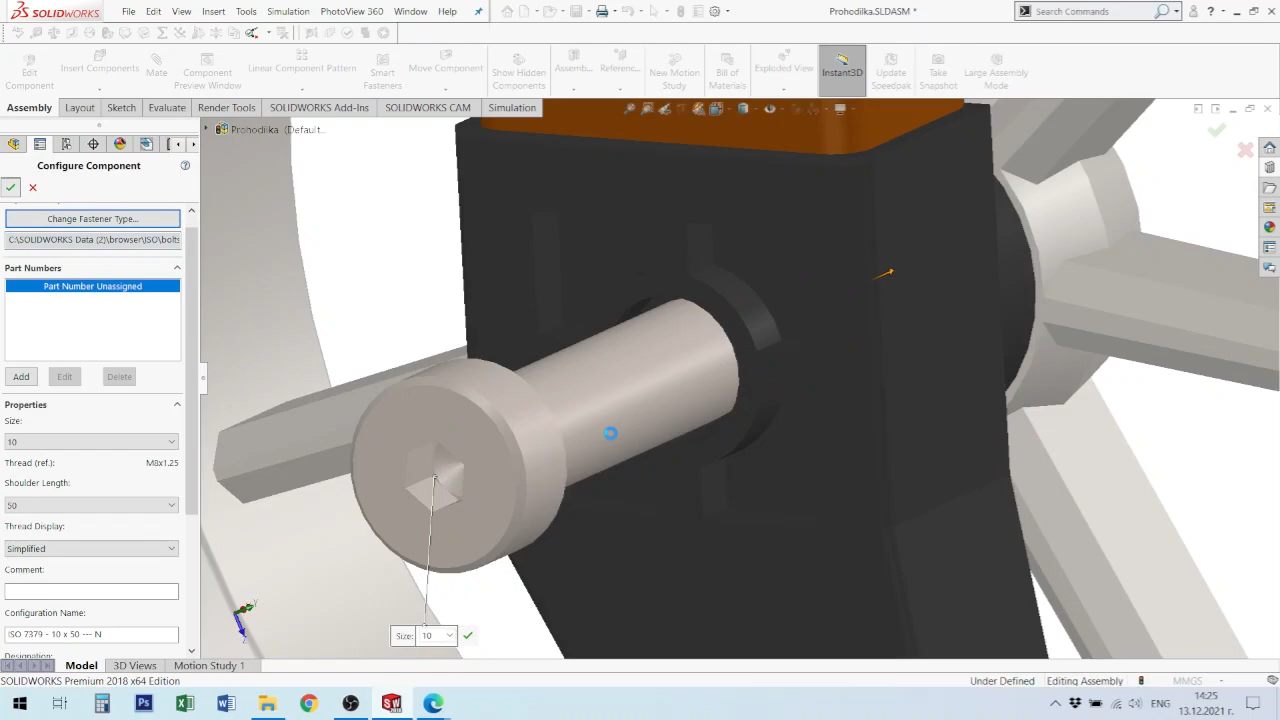 SOLIDWORKS File Edit View Insert Tools Simulation PhotoView 360 Window Help Prohodilka.SLDASM * Search Commands
Edit Component Insert Components Mate Component Preview Window Linear Component Pattern Smart Fasteners Move Component Show Hidden Components Assemb... Referenc... New Motion Study Bill of Materials Exploded View Instant3D Update Speedpak Take Snapshot Large Assembly Mode
Assembly Layout Sketch Evaluate Render Tools SOLIDWORKS Add-Ins SOLIDWORKS CAM Simulation
Prohodilka (Default...
Configure Component
Change Fastener Type...
C:\SOLIDWORKS Data (2)\browser\ISO\bolts
Part Numbers
Part Number Unassigned
Add Edit Delete
Properties
Size:
10
Thread (ref.): M8x1.25
Shoulder Length:
50
Thread Display:
Simplified
Comment:
Configuration Name:
ISO 7379 - 10 x 50 --- N
Designation:
Size: 10
Model 3D Views Motion Study 1
SOLIDWORKS Premium 2018 x64 Edition Under Defined Editing Assembly MMGS
ENG 14:25
13.12.2021 г.